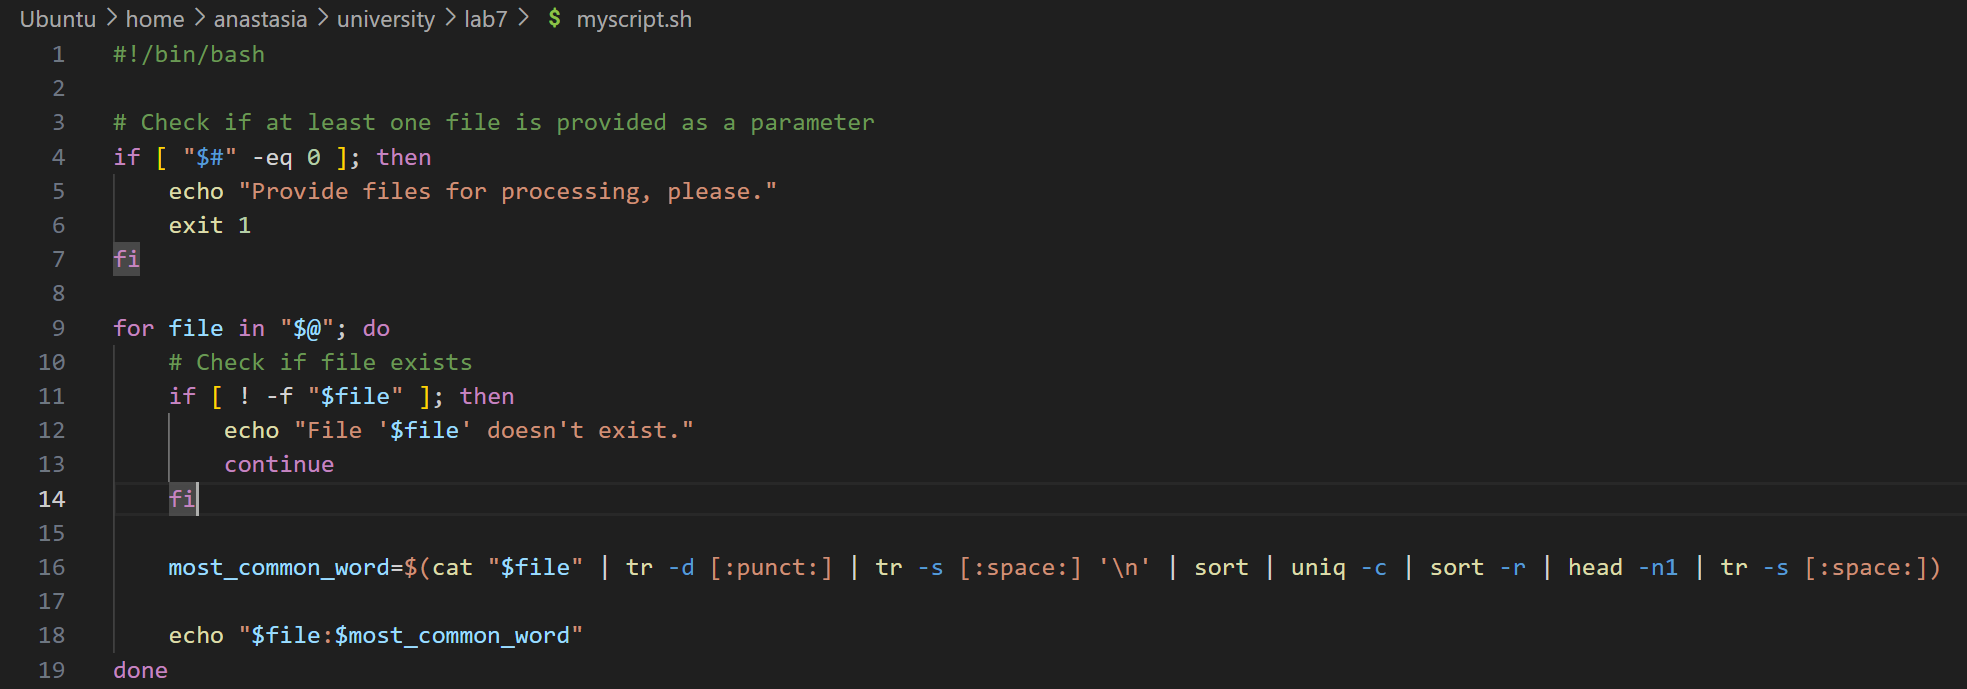 Ubuntu > home > anastasia > university > lab7 > $ myscript.sh
1 #!/bin/bash
2
3 # Check if at least one file is provided as a parameter
4 if [ "$#" -eq 0 ]; then
5     echo "Provide files for processing, please."
6     exit 1
7 fi
8
9 for file in "$@"; do
10     # Check if file exists
11     if [ ! -f "$file" ]; then
12         echo "File '$file' doesn't exist."
13         continue
14     fi
15
16     most_common_word=$(cat "$file" | tr -d [:punct:] | tr -s [:space:] '\n' | sort | uniq -c | sort -r | head -n1 | tr -s [:space:])
17
18     echo "$file:$most_common_word"
19 done